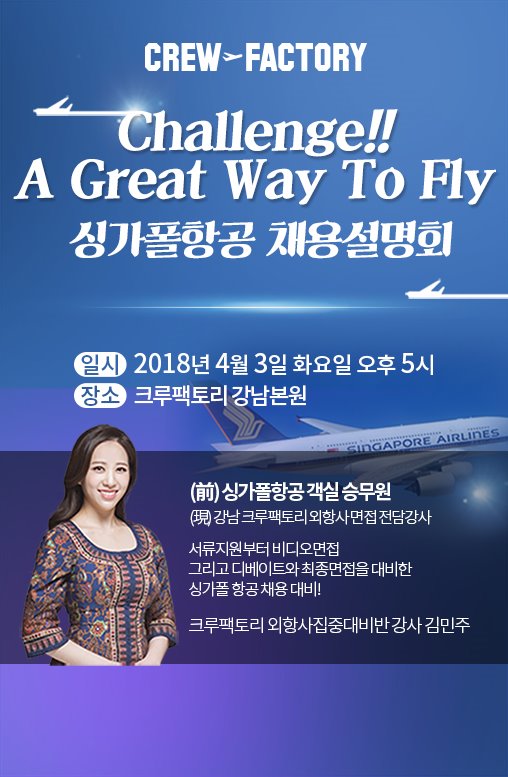 CREW FACTORY
Challenge!!
A Great Way To Fly
싱가폴항공 채용설명회
일시 2018년 4월 3일 화요일 오후 5시
장소 크루팩토리 강남본원
SINGAPORE AIRLINES
(前) 싱가폴항공 객실 승무원
(現) 강남 크루팩토리 외항사면접 전담강사
서류지원부터 비디오면접
그리고 디베이트와 최종면접을 대비한
싱가폴 항공 채용 대비!
크루팩토리 외항사집중대비반 강사 김민주